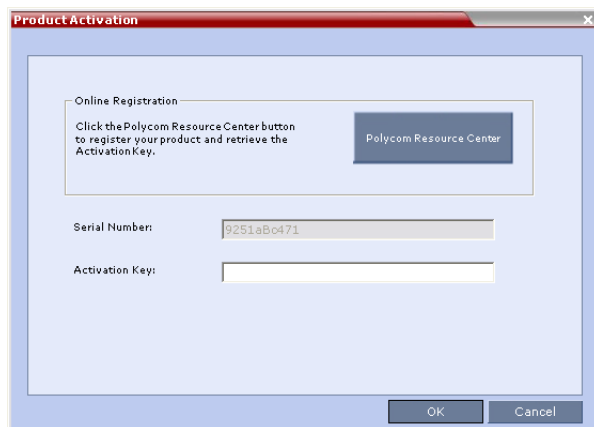 Product Activation
Online Registration
Click the Polycom Resource Center button
to register your product and retrieve the
Activation Key.
Polycom Resource Center
Serial Number:
9251aBc471
Activation Key:
OK
Cancel